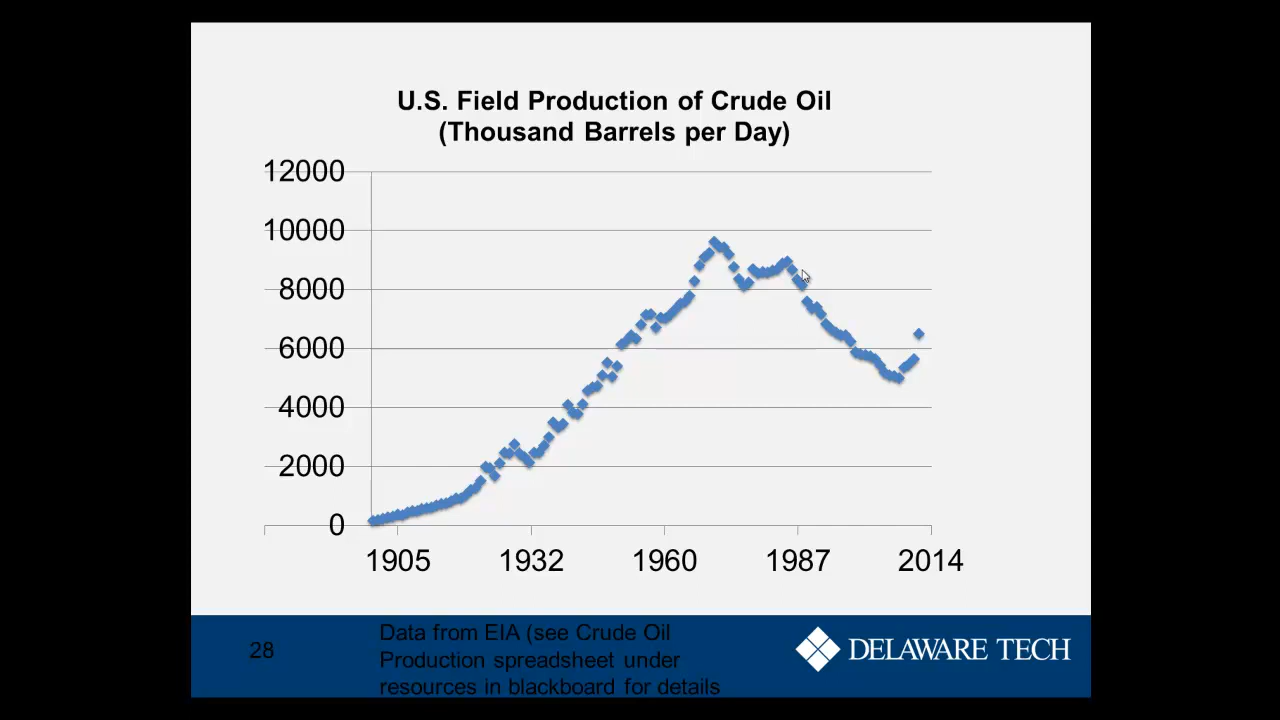 U.S. Field Production of Crude Oil
(Thousand Barrels per Day)
12000
10000
8000
6000
4000
2000
0
1905 1932 1960 1987 2014
28
Data from EIA (see Crude Oil
Production spreadsheet under
resources in blackboard for details
DELAWARE TECH